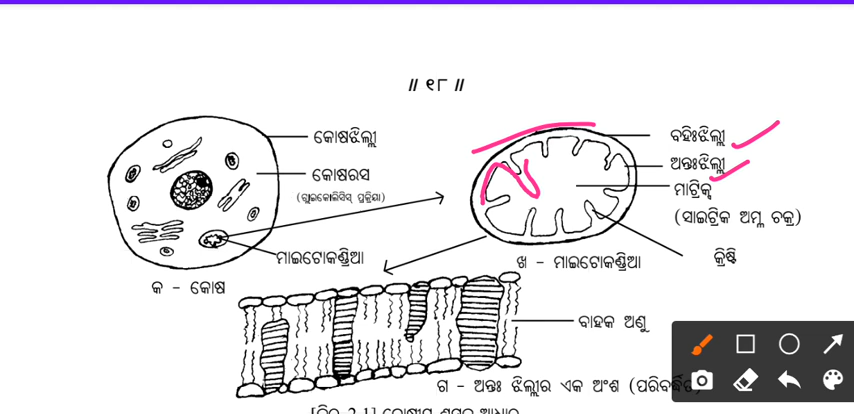 // ୧୮ //
କୋଷଝିଲ୍ଲୀ
କୋଷରସ
(ଗ୍ଲାଇକୋଲିସିସ୍ ପ୍ରକ୍ରିୟା)
ମାଇଟୋକଣ୍ଡ୍ରିଆ
କ - କୋଷ
ବହିଃଝିଲ୍ଲୀ
ଅନ୍ତଃଝିଲ୍ଲୀ
ମାଟ୍ରିକ୍ସ
(ସାଇଟ୍ରିକ ଅମ୍ଳ ଚକ୍ର)
କ୍ରିଷ୍ଟି
ଖ - ମାଇଟୋକଣ୍ଡ୍ରିଆ
ବାହକ ଅଣୁ
ଗ - ଅନ୍ତଃ ଝିଲ୍ଲୀର ଏକ ଅଂଶ (ପରିବର୍ଦ୍ଧିତ)